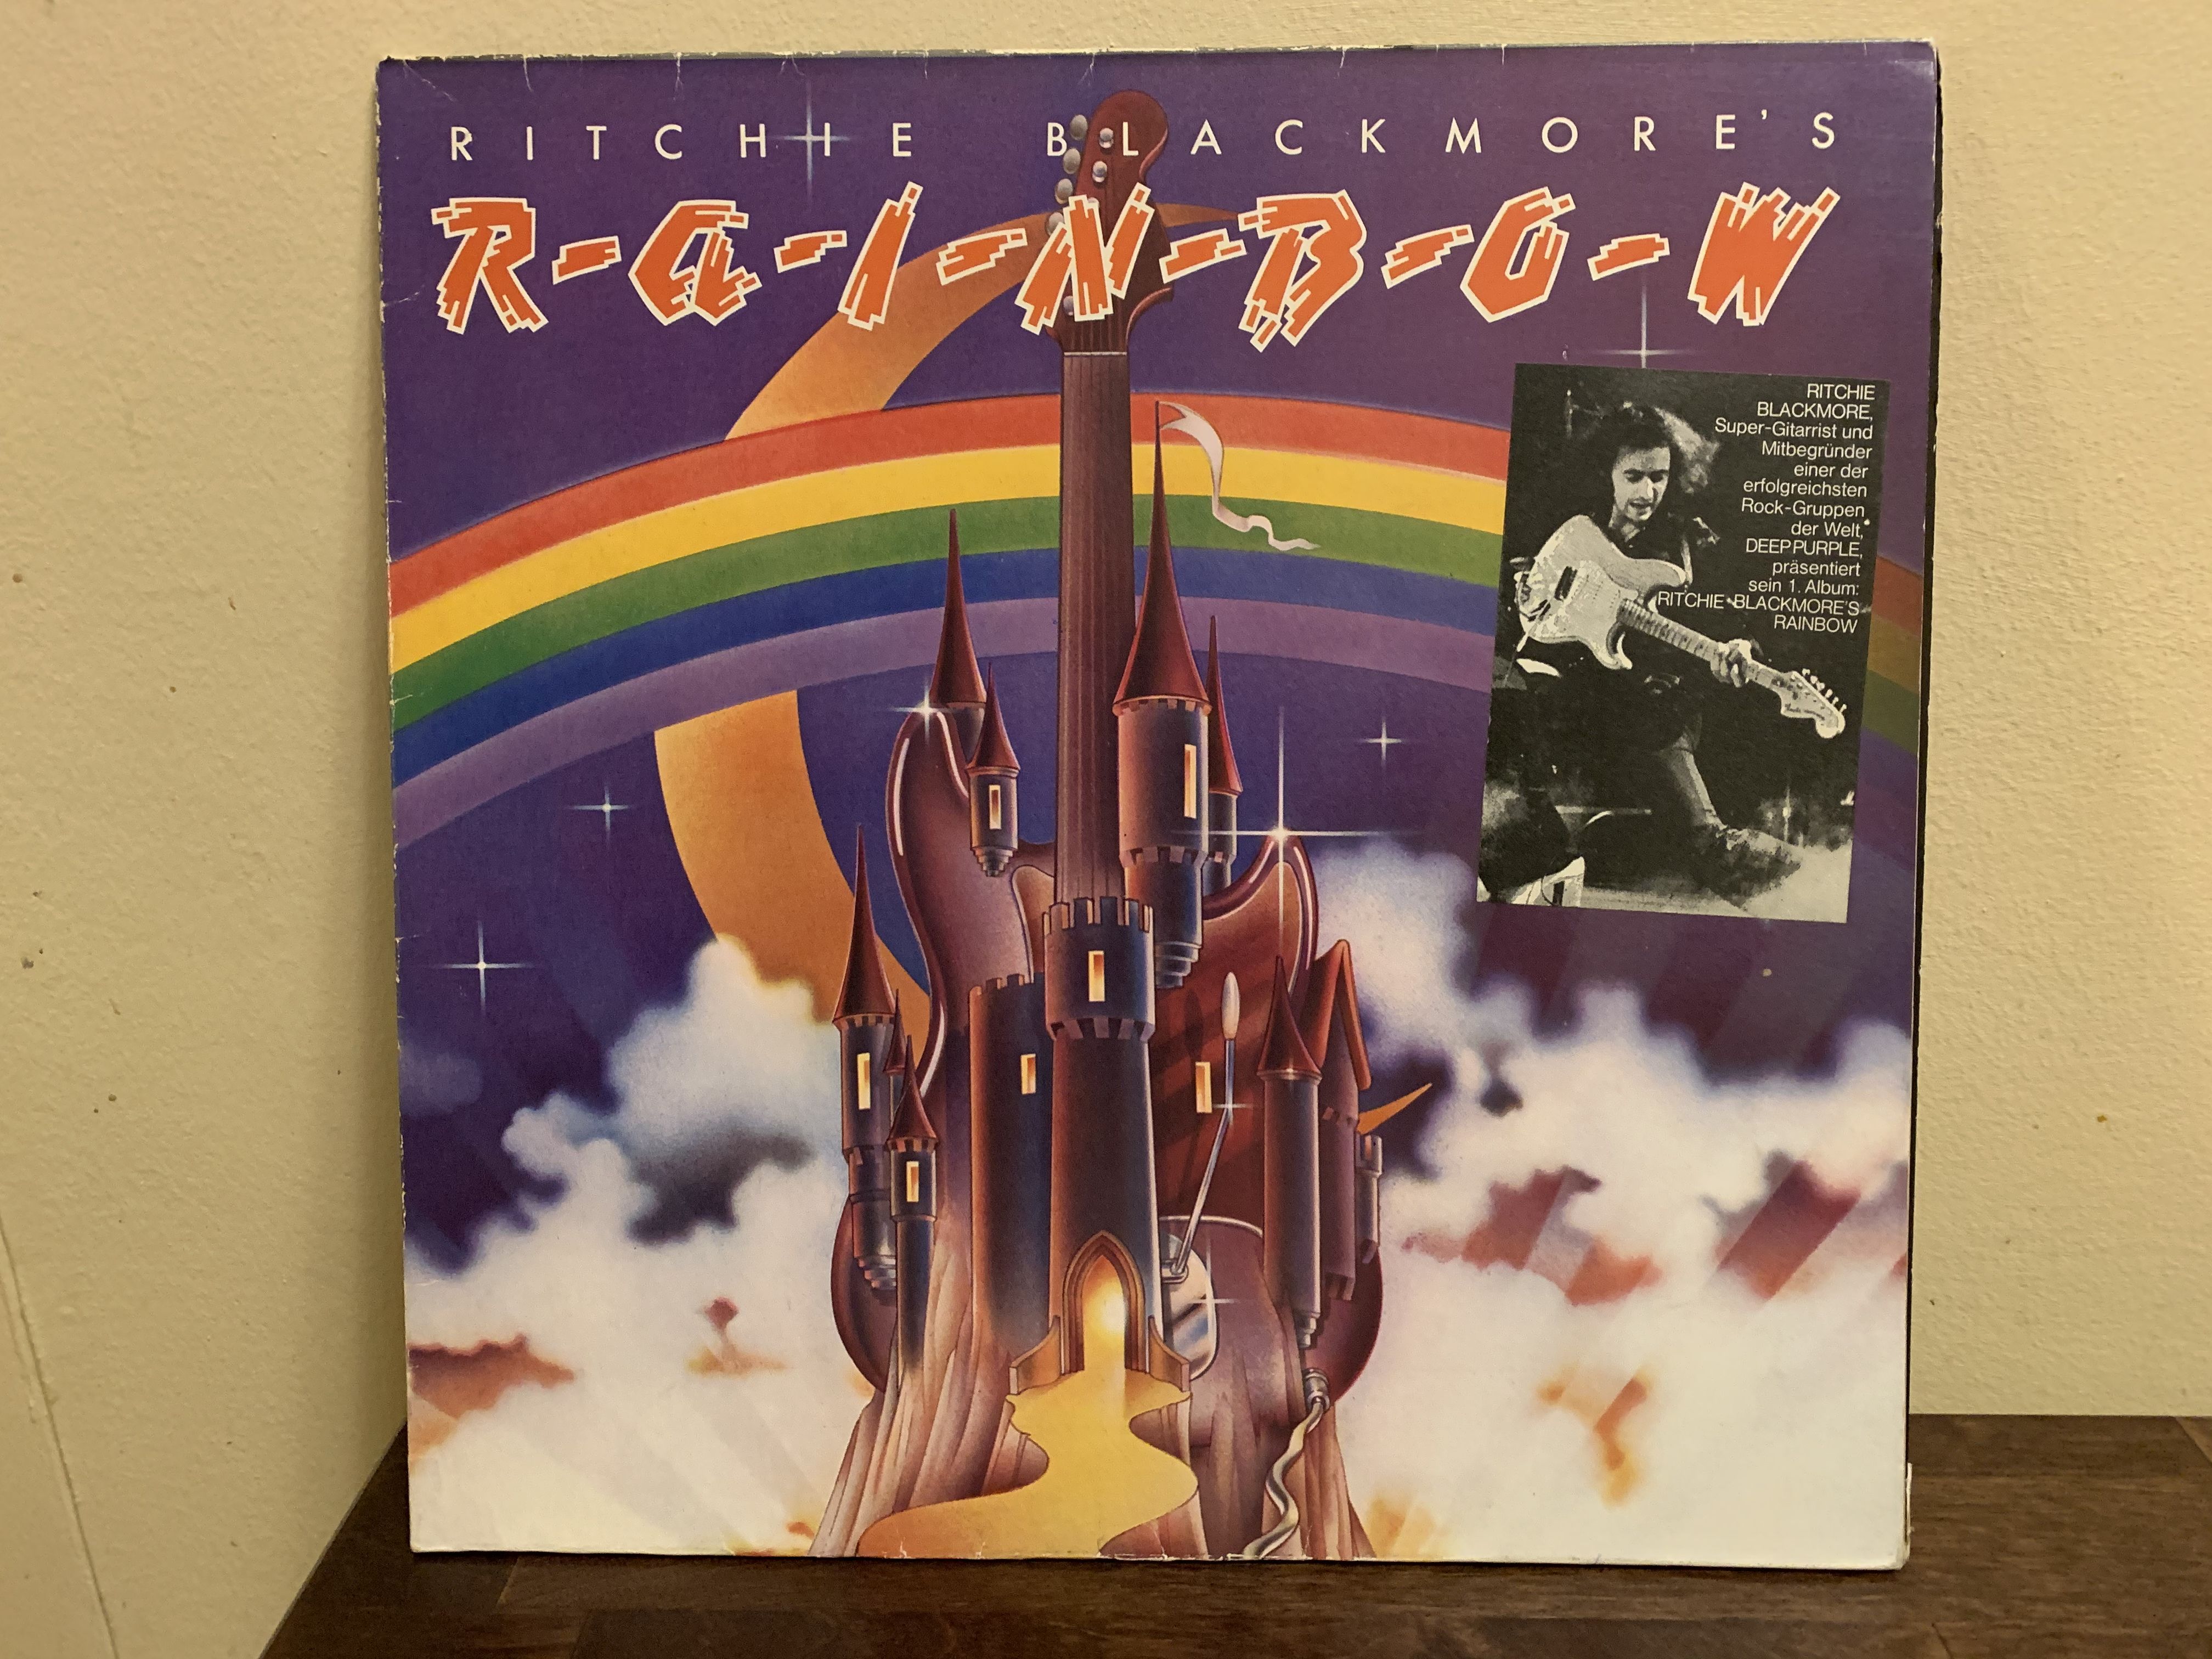 RITCHIE BLACKMORE'S
R-A-I-N-B-O-W
RITCHIE
BLACKMORE,
Super-Gitarrist und
Mitbegründer
einer der
erfolgreichsten
Rock-Gruppen
der Welt,
DEEP PURPLE,
präsentiert
sein 1. Album:
RITCHIE BLACKMORE'S
RAINBOW